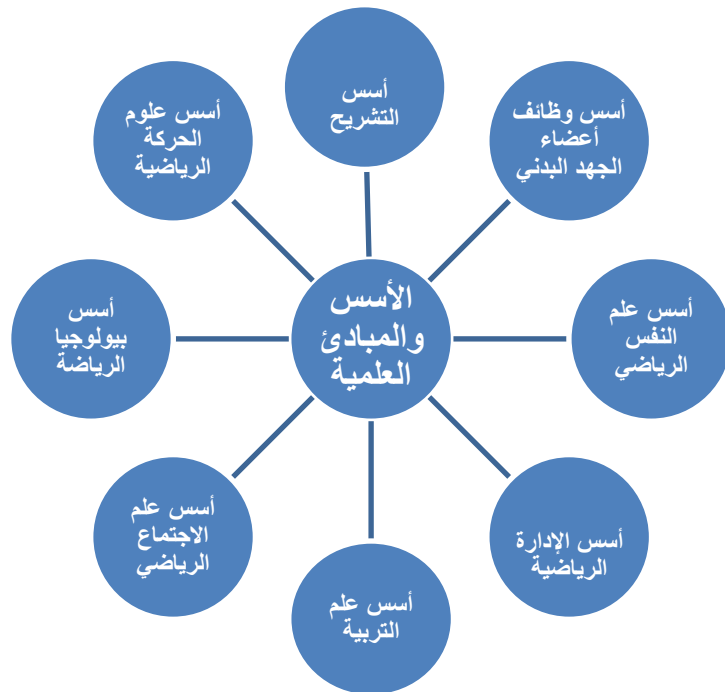 أسس
التشريح
أسس وظائف
أعضاء
الجهد البدني
أسس علم
النفس
الرياضي
أسس الإدارة
الرياضية
أسس علم
التربية
أسس علم
الاجتماع
الرياضي
أسس
بيولوجيا
الرياضة
أسس علوم
الحركة
الرياضية
الأسس
والمبادئ
العلمية